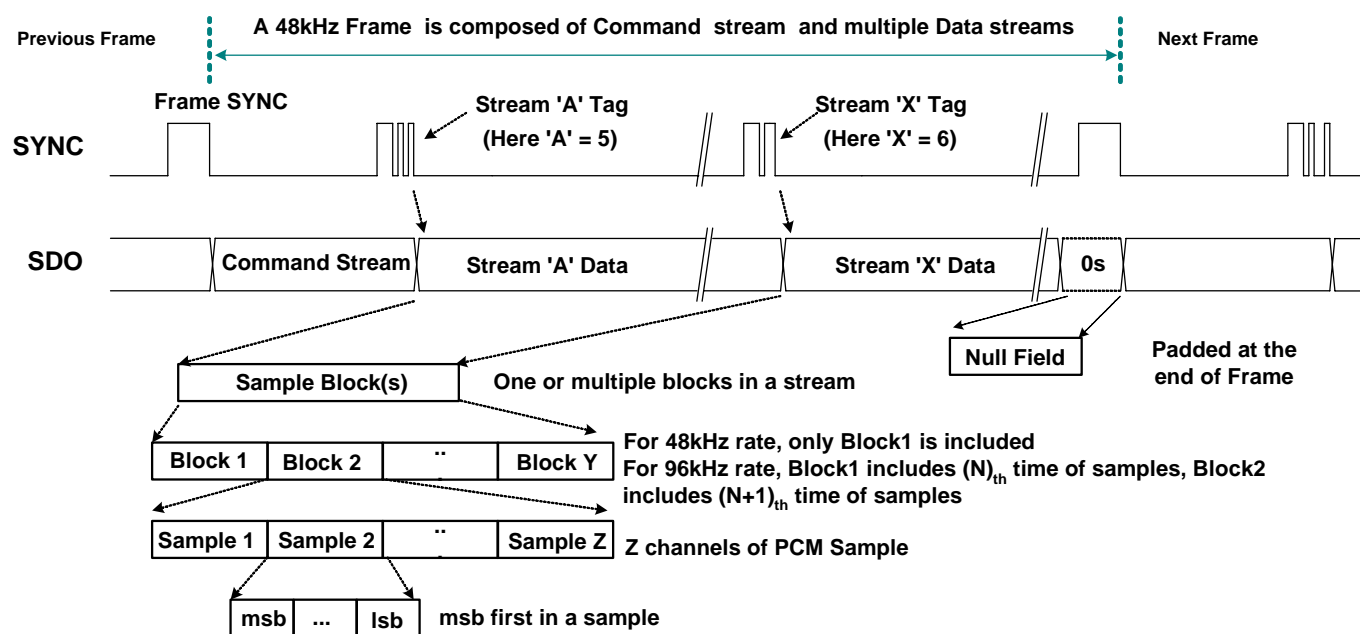 A 48kHz Frame is composed of Command stream and multiple Data streams
Previous Frame
Next Frame
Frame SYNC
Stream 'A' Tag
(Here 'A' = 5)
Stream 'X' Tag
(Here 'X' = 6)
SYNC
SDO
Command Stream
Stream 'A' Data
Stream 'X' Data
0s
Null Field
Padded at the
end of Frame
Sample Block(s)
One or multiple blocks in a stream
Block 1
Block 2
..
.
Block Y
For 48kHz rate, only Block1 is included
For 96kHz rate, Block1 includes (N)th time of samples, Block2
includes (N+1)th time of samples
Sample 1
Sample 2
..
.
Sample Z
Z channels of PCM Sample
msb
...
lsb
msb first in a sample